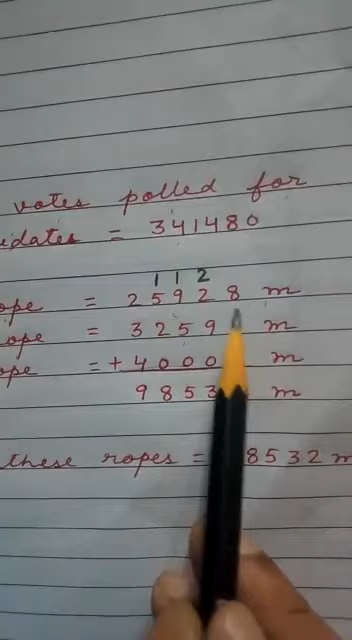 votes polled for
idates = 341480
1 1 2
ope = 25928 m
ope = 3259 m
ope = + 4000 m
9853 m
these ropes = 8532 m